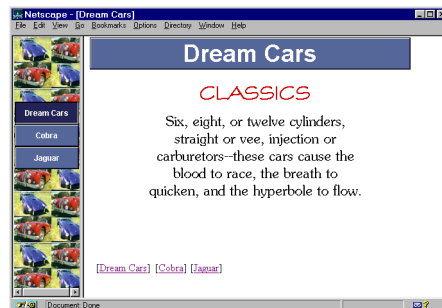 Netscape - [Dream Cars]
File Edit View Go Bookmarks Options Directory Window Help
Dream Cars
Cobra
Jaguar
Dream Cars
CLASSICS
Six, eight, or twelve cylinders,
straight or vee, injection or
carburetors--these cars cause the
blood to race, the breath to
quicken, and the hyperbole to flow.
[Dream Cars] [Cobra] [Jaguar]
Document: Done